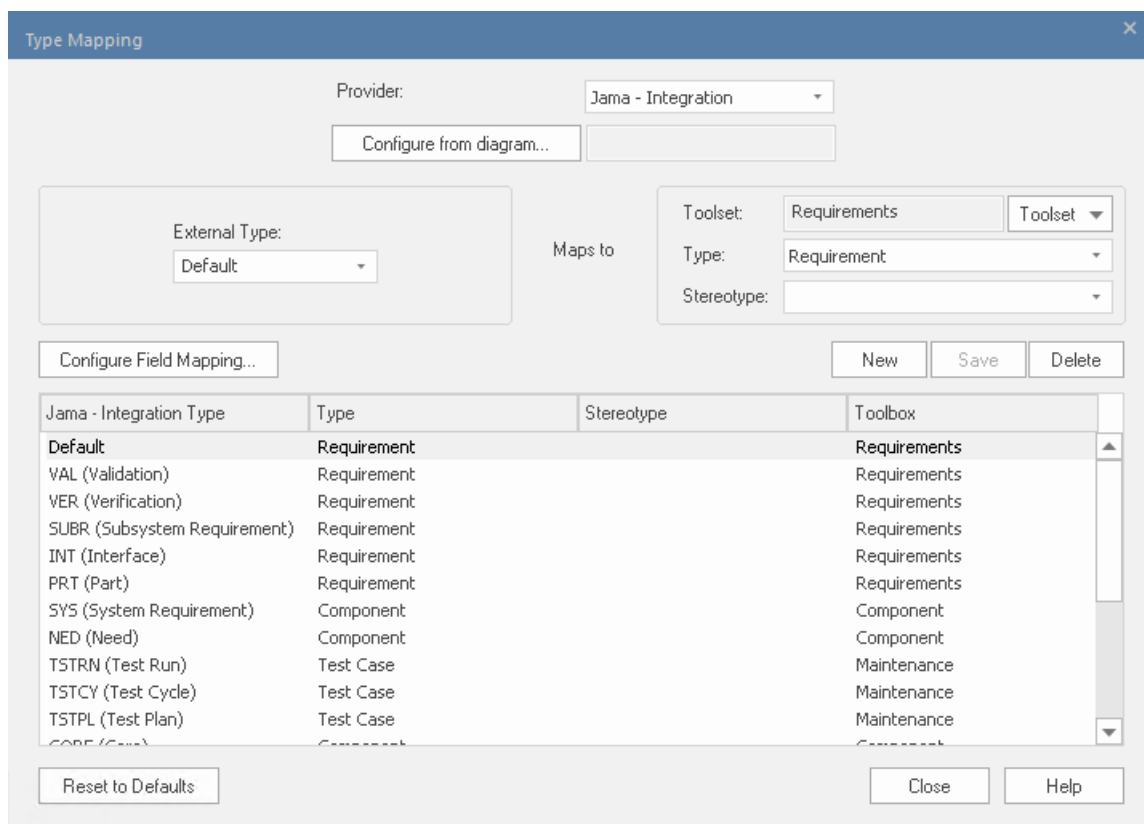 Type Mapping
Provider: Jama - Integration
Configure from diagram...
External Type:
Default
Maps to
Toolset: Requirements Toolset
Type: Requirement
Stereotype:
Configure Field Mapping... New Save Delete
Jama - Integration Type Type Stereotype Toolbox
Default Requirement Requirements
VAL (Validation) Requirement Requirements
VER (Verification) Requirement Requirements
SUBR (Subsystem Requirement) Requirement Requirements
INT (Interface) Requirement Requirements
PRT (Part) Requirement Requirements
SYS (System Requirement) Component Component
NED (Need) Component Component
TSTRN (Test Run) Test Case Maintenance
TSTCY (Test Cycle) Test Case Maintenance
TSTPL (Test Plan) Test Case Maintenance
Reset to Defaults Close Help